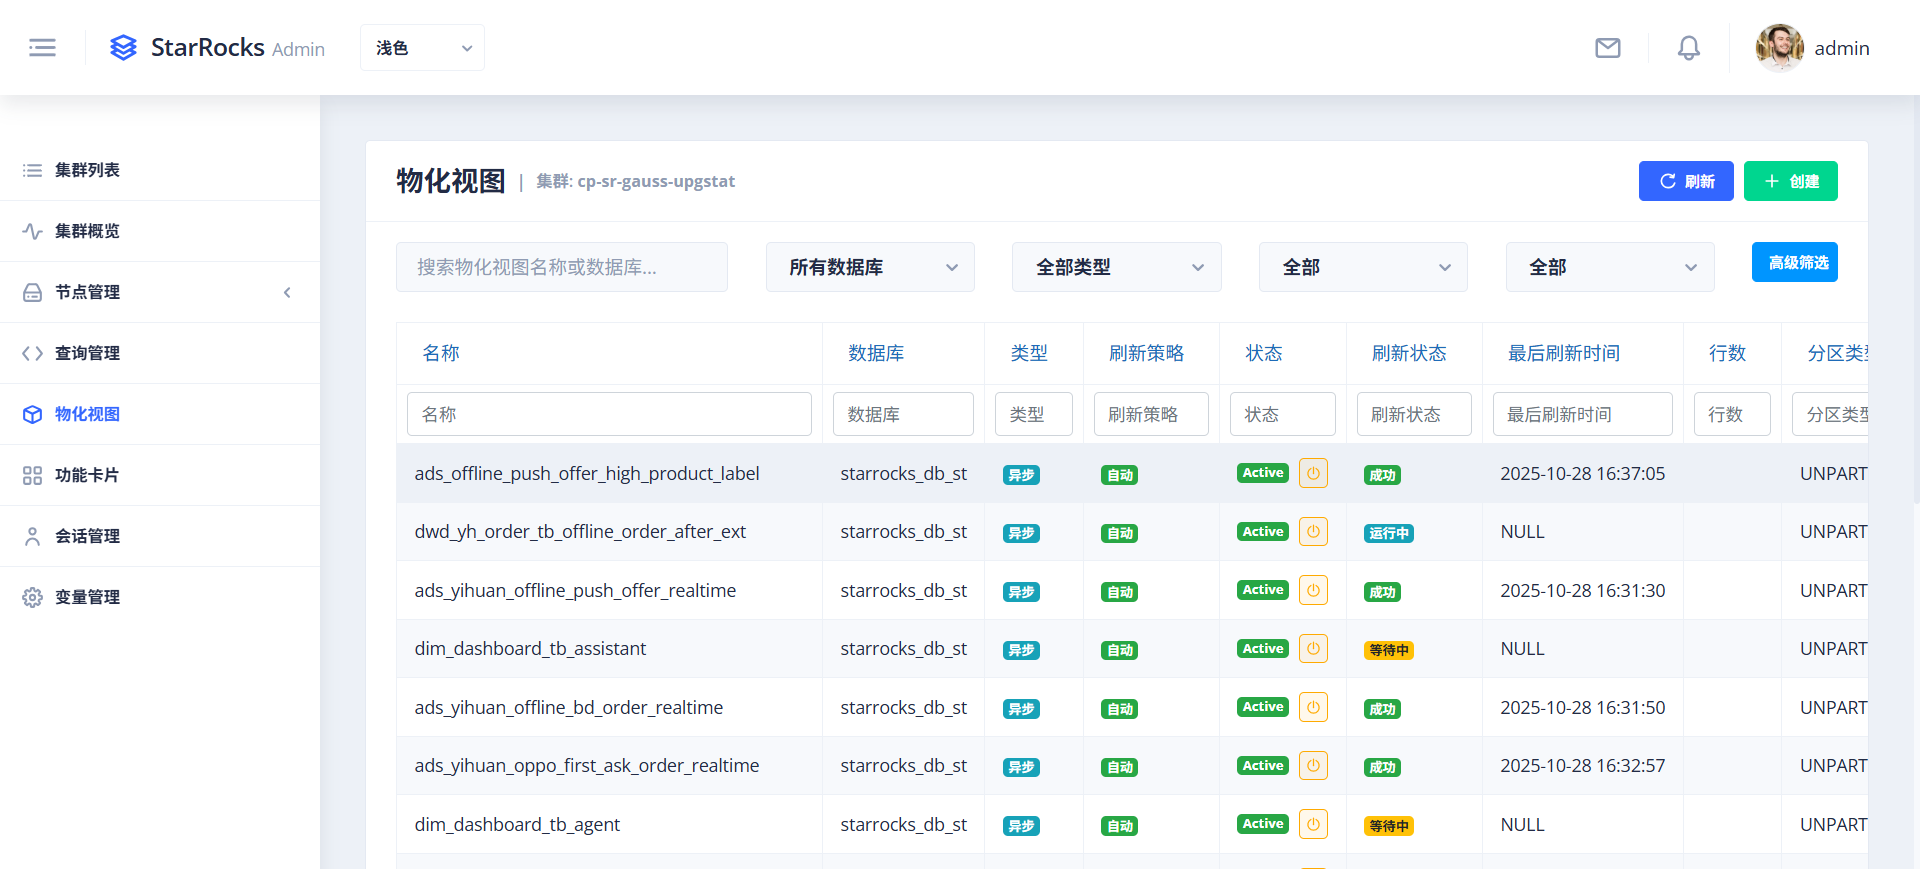 StarRocks Admin
浅色
admin
集群列表
集群概览
节点管理
查询管理
物化视图
功能卡片
会话管理
变量管理
物化视图 | 集群: cp-sr-gauss-upgstat
刷新
创建
搜索物化视图名称或数据库...
所有数据库
全部类型
全部
全部
高级筛选
名称 数据库 类型 刷新策略 状态 刷新状态 最后刷新时间 行数 分区类型
名称 数据库 类型 刷新策略 状态 刷新状态 最后刷新时间 行数 分区类型
ads_offline_push_offer_high_product_label starrocks_db_st 异步 自动 Active 成功 2025-10-28 16:37:05 UNPART
dwd_yh_order_tb_offline_order_after_ext starrocks_db_st 异步 自动 Active 运行中 NULL UNPART
ads_yihuan_offline_push_offer_realtime starrocks_db_st 异步 自动 Active 成功 2025-10-28 16:31:30 UNPART
dim_dashboard_tb_assistant starrocks_db_st 异步 自动 Active 等待中 NULL UNPART
ads_yihuan_offline_bd_order_realtime starrocks_db_st 异步 自动 Active 成功 2025-10-28 16:31:50 UNPART
ads_yihuan_oppo_first_ask_order_realtime starrocks_db_st 异步 自动 Active 成功 2025-10-28 16:32:57 UNPART
dim_dashboard_tb_agent starrocks_db_st 异步 自动 Active 等待中 NULL UNPART